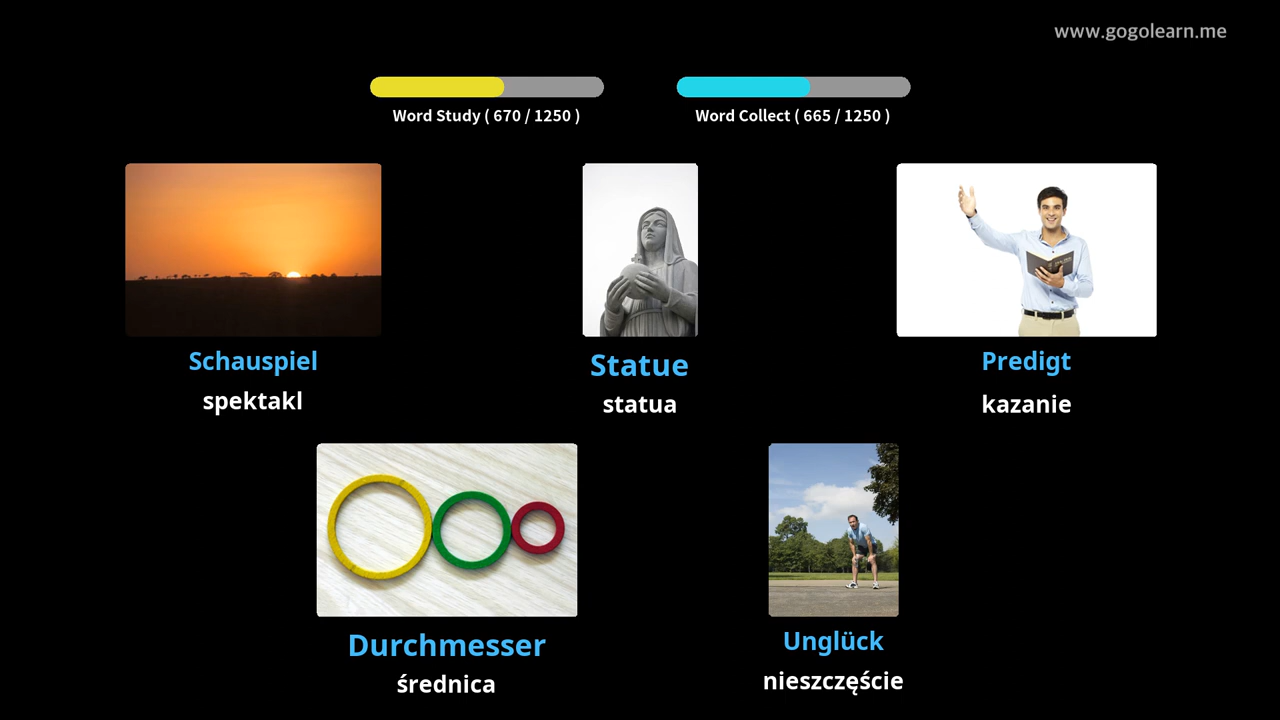 www.gogolearn.me
Word Study ( 670 / 1250 )
Word Collect ( 665 / 1250 )
Schauspiel
spektakl
Statue
statua
Predigt
kazanie
Durchmesser
średnica
Unglück
nieszczęście